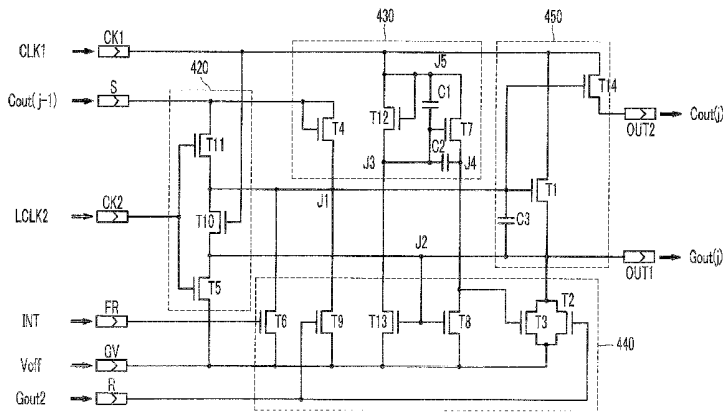 430
450
CLK1
CK1
J5
420
Cout(j-1)
S
C1
T14
T4
T12
T7
Cout(j)
OUT2
T11
C2
J3
J4
T1
J1
LCLK2
CK2
T10
C3
J2
Gout(j)
OUT1
T5
T2
INT
FR
T6
T9
T13
T8
T3
Voff
GV
440
R
Gout2